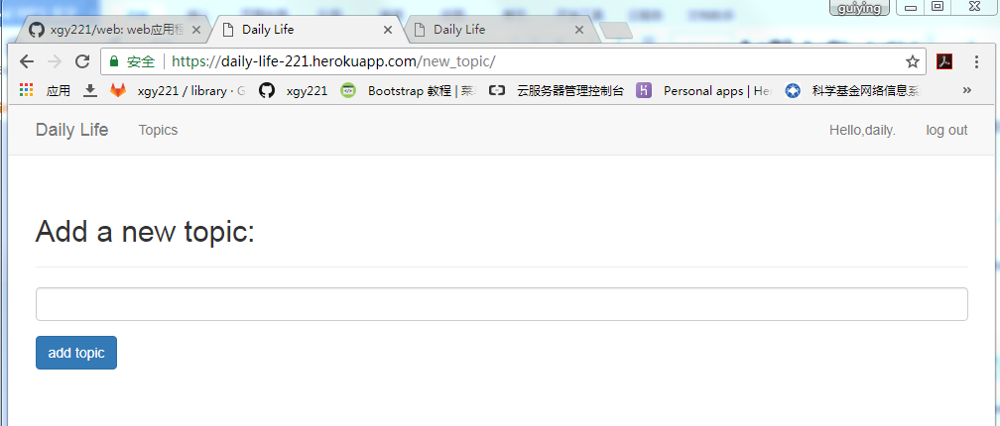 guiying
xgy221/web: web应用程
Daily Life
Daily Life
安全
https://daily-life-221.herokuapp.com/new_topic/
应用
xgy221 / library · G
xgy221
Bootstrap 教程 | 菜
云服务器管理控制台
Personal apps | He
科学基金网络信息系
»
Daily Life
Topics
Hello,daily.
log out
Add a new topic:
add topic